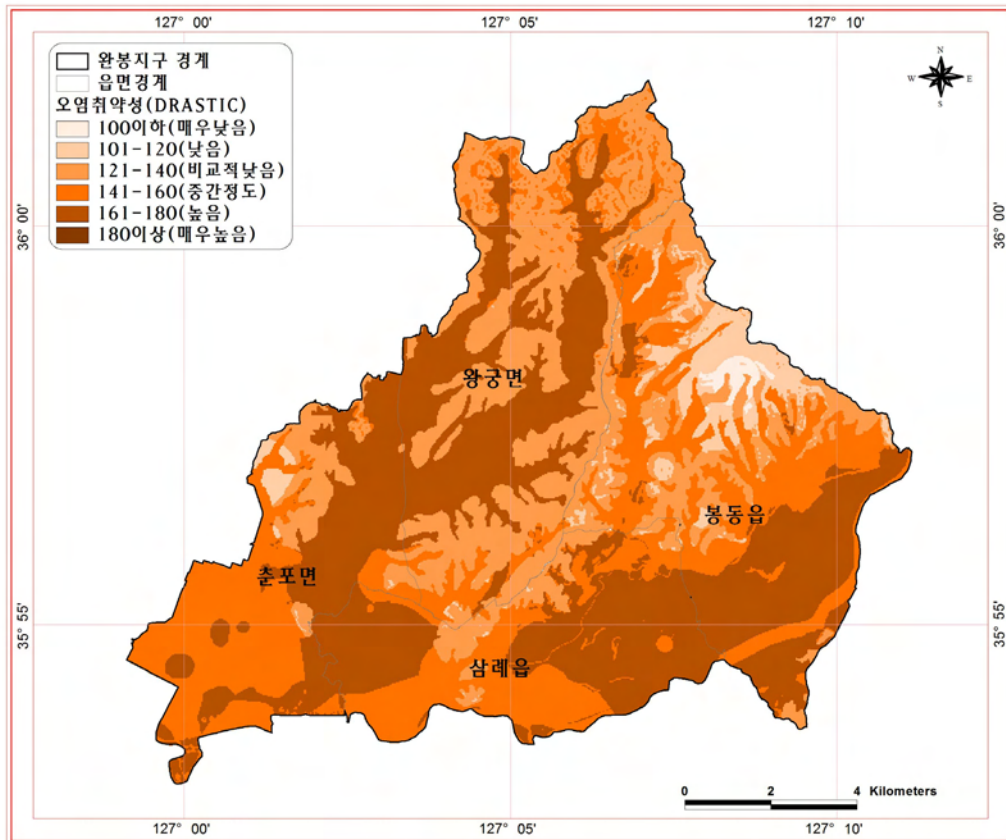 127° 00′ 127° 05′ 127° 10′
완봉지구 경계
읍면경계
오염취약성(DRASTIC)
100이하(매우낮음)
101-120(낮음)
121-140(비교적낮음)
141-160(중간정도)
161-180(높음)
180이상(매우높음)
N
W E
S
36° 00′ 36° 00′
왕궁면
봉동읍
춘포면
35° 55′ 35° 55′
삼례읍
0 2 4 Kilometers
127° 00′ 127° 05′ 127° 10′